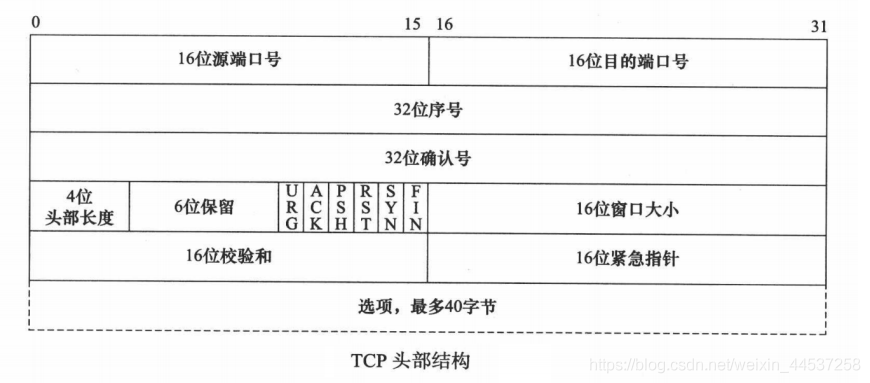 0 15 16 31
16位源端口号 16位目的端口号
32位序号
32位确认号
4位
头部长度 6位保留 URG ACK PSH RST SYN FIN 16位窗口大小
16位校验和 16位紧急指针
选项，最多40字节
TCP 头部结构
https://blog.csdn.net/weixin_44537258